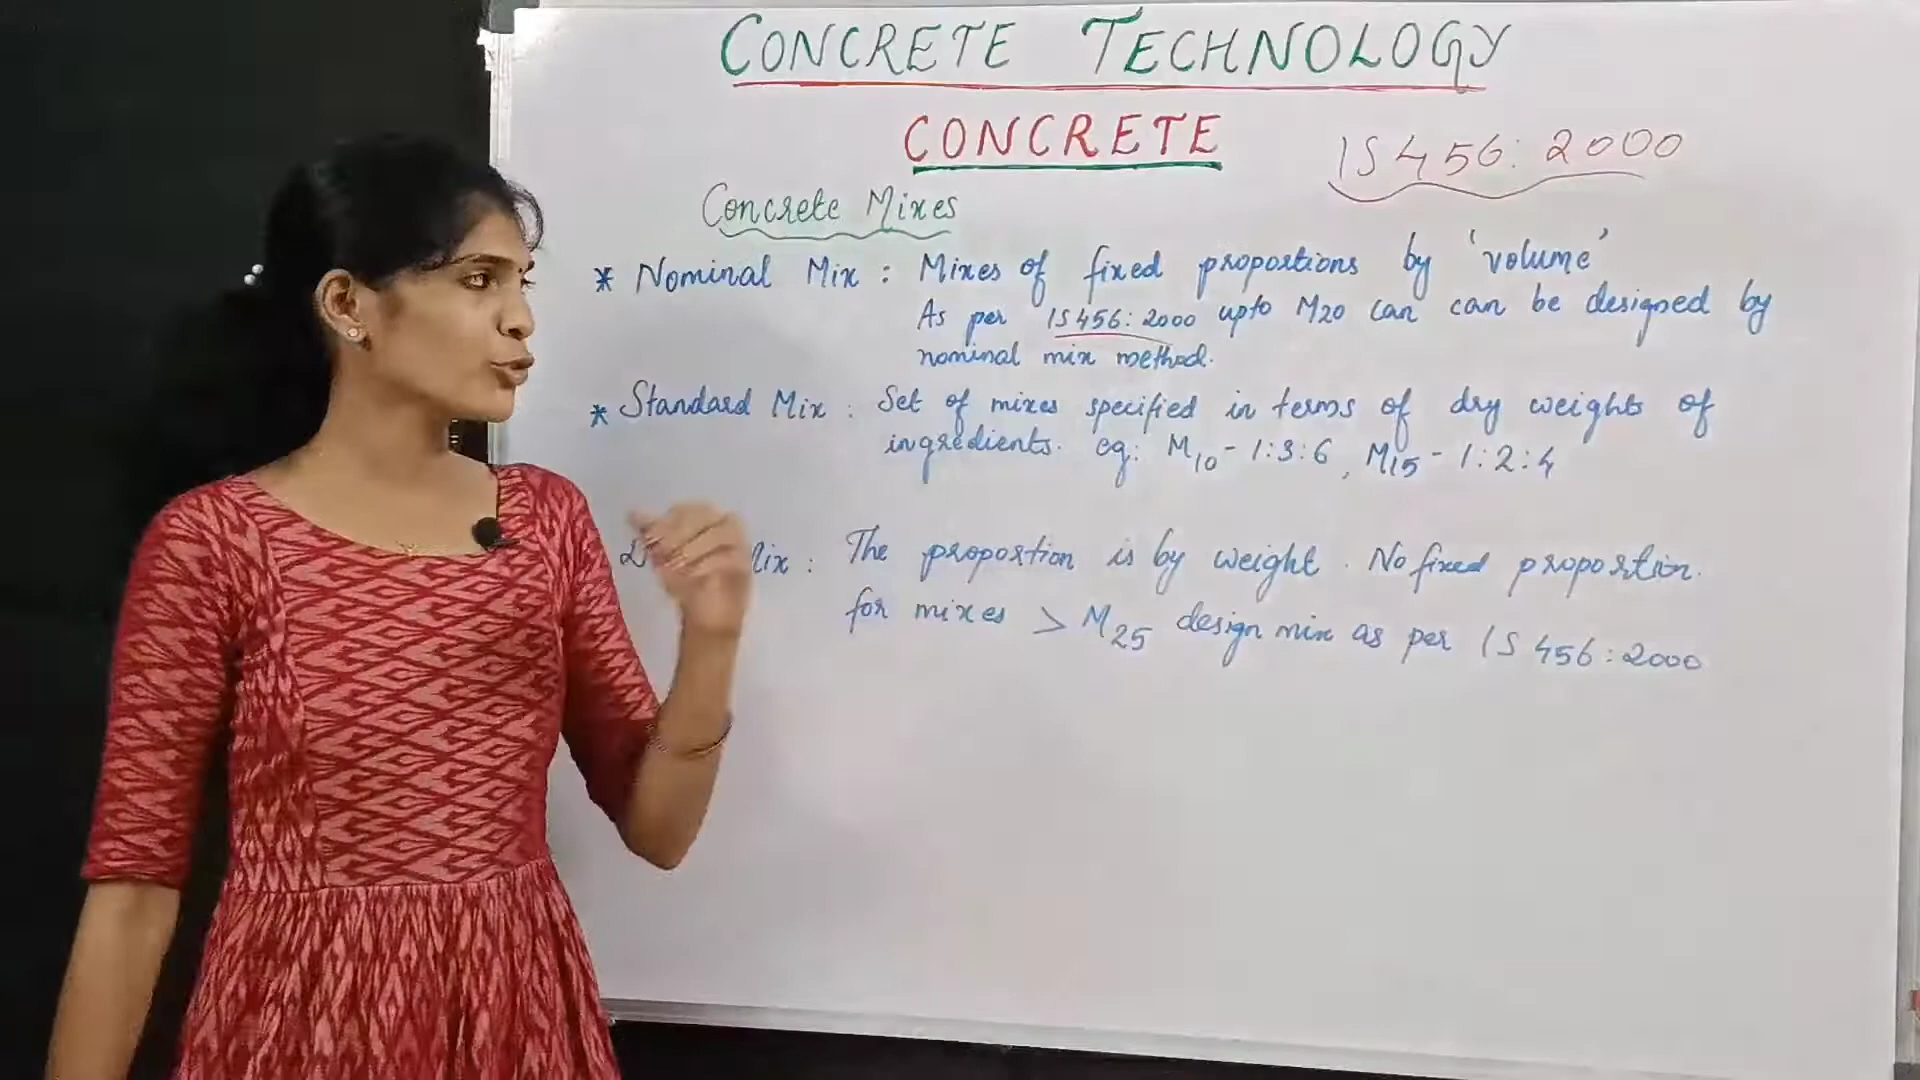 CONCRETE TECHNOLOGY
CONCRETE
IS 456: 2000
Concrete Mixes
* Nominal Mix : Mixes of fixed proportions by 'volume'
As per IS456: 2000 upto M20 can can be designed by
nominal mix method.
* Standard Mix : Set of mixes specified in terms of dry weights of
ingredients. eg: M10 - 1:3:6, M15 - 1:2:4
Mix : The proportion is by weight. No fixed proportion.
for mixes > M25 design mix as per IS 456:2000